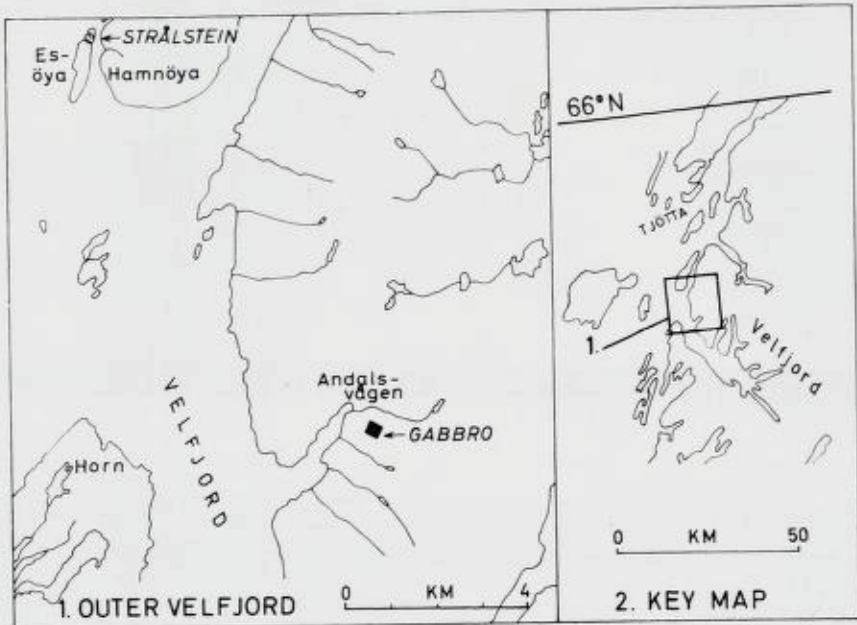 STRÅLSTEIN
Es-
öya
Hamnöya
VELFJORD
Andals-
vågen
GABBRO
Horn
0 KM 4
1. OUTER VELFJORD
66°N
TJÖTTA
1.
Velfjord
0 KM 50
2. KEY MAP